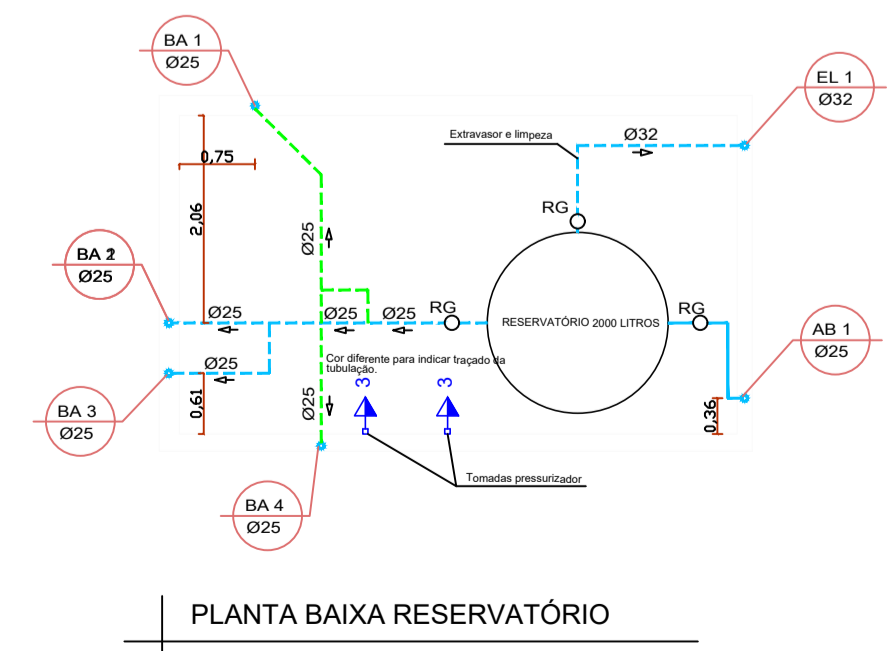 BA 1
Ø25
EL 1
Ø32
Extravasor e limpeza
Ø32
0,75
2,06
RG
Ø25
BA 2
Ø25
Ø25
Ø25
Ø25
RG
RESERVATÓRIO 2000 LITROS
RG
AB 1
Ø25
Ø25
Cor diferente para indicar traçado da
tubulação.
3
3
0,61
Ø25
0,36
BA 3
Ø25
Tomadas pressurizador
BA 4
Ø25
PLANTA BAIXA RESERVATÓRIO